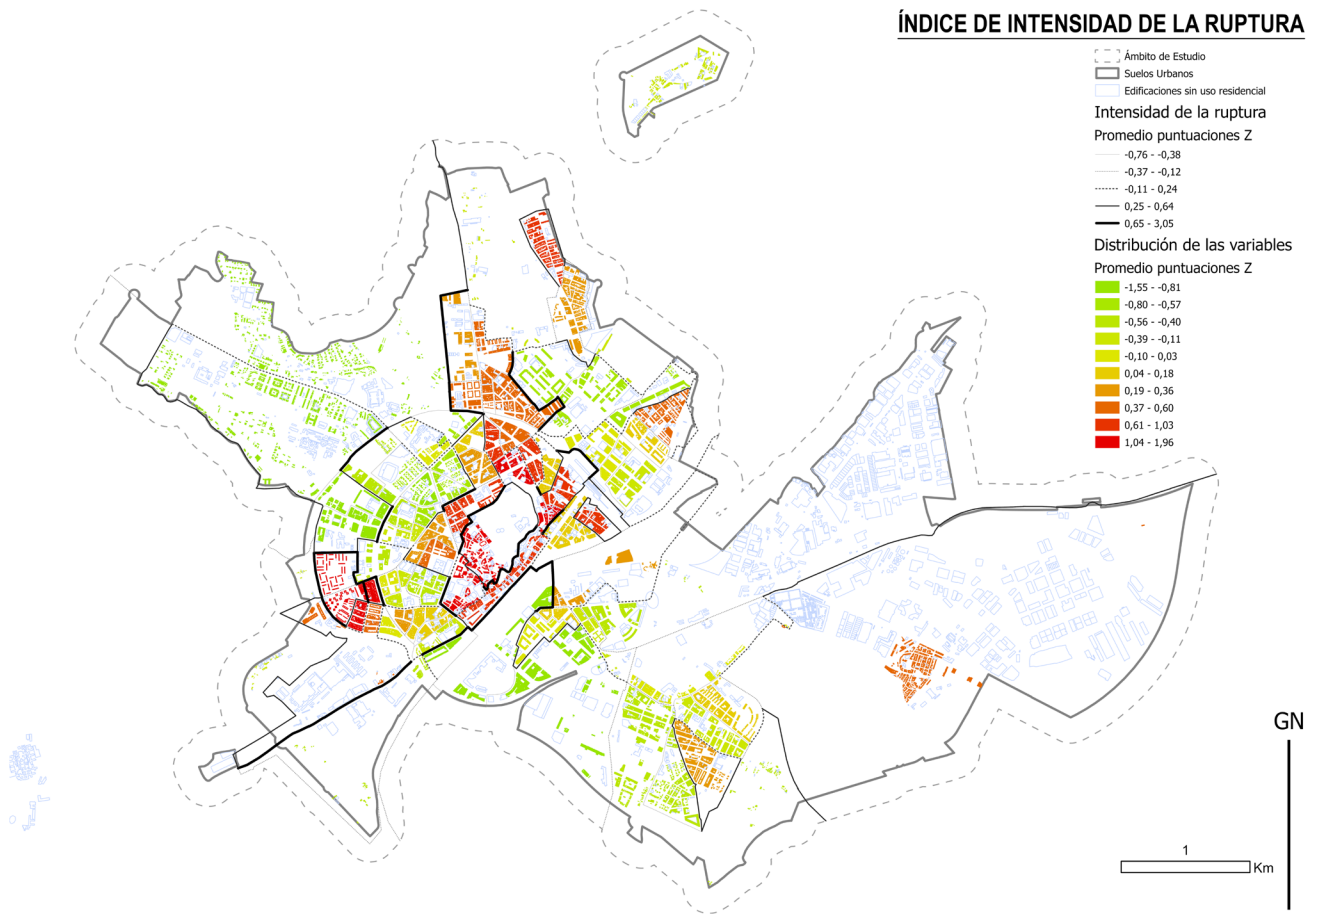 ÍNDICE DE INTENSIDAD DE LA RUPTURA
Ámbito de Estudio
Suelos Urbanos
Edificaciones sin uso residencial
Intensidad de la ruptura
Promedio puntuaciones Z
-0,76 - -0,38
-0,37 - -0,12
-0,11 - 0,24
0,25 - 0,64
0,65 - 3,05
Distribución de las variables
Promedio puntuaciones Z
-1,55 - -0,81
-0,80 - -0,57
-0,56 - -0,40
-0,39 - -0,11
-0,10 - 0,03
0,04 - 0,18
0,19 - 0,36
0,37 - 0,60
0,61 - 1,03
1,04 - 1,96
GN
1
Km